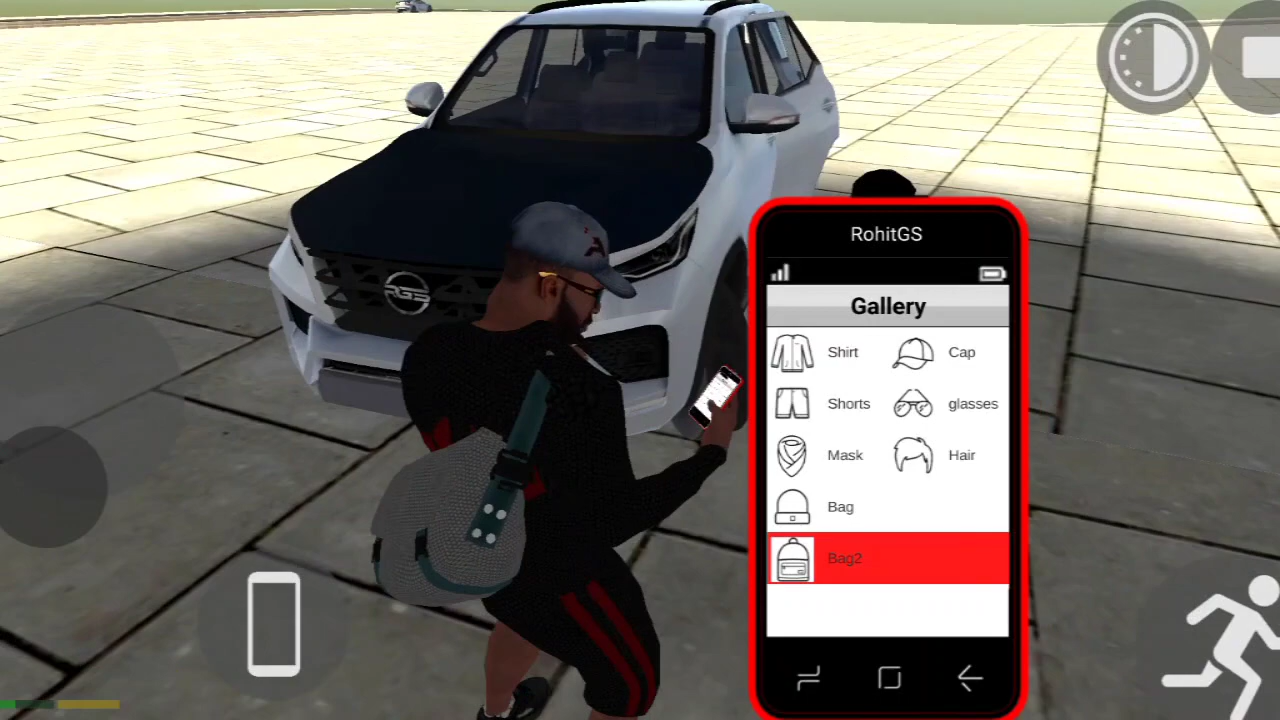 RohitGS
Gallery
Shirt Cap
Shorts glasses
Mask Hair
Bag
Bag2
RGS